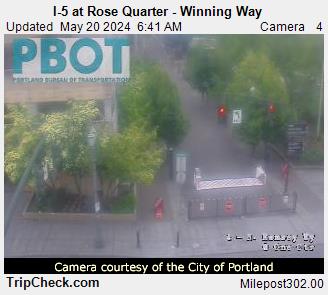 I-5 at Rose Quarter - Winning Way
Updated May 20 2024 6:41 AM Camera 4
PBOT
PORTLAND BUREAU OF TRANSPORTATION
Camera courtesy of the City of Portland
TripCheck.com Milepost302.00